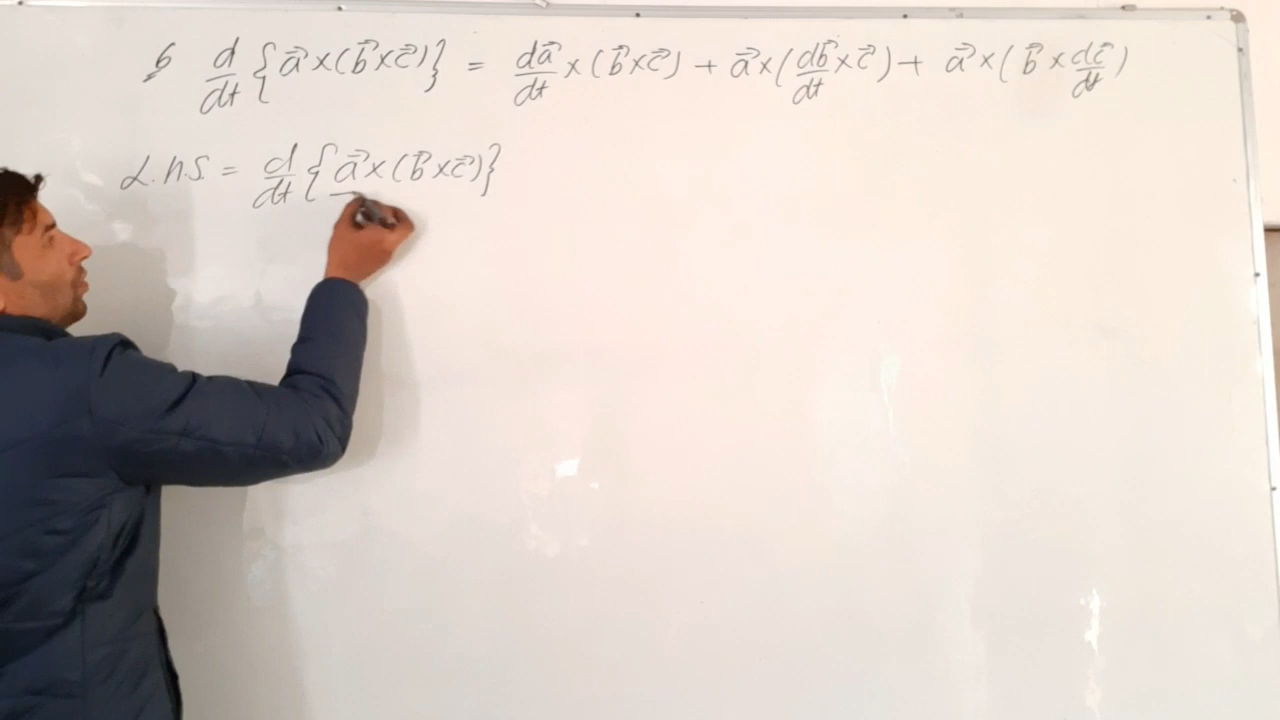 6 d/dt {a⃗×(b⃗×c⃗)} = da⃗/dt ×(b⃗×c⃗) + a⃗×(db⃗/dt ×c⃗) + a⃗×(b⃗×dc⃗/dt)
L.h.S = d/dt {a⃗×(b⃗×c⃗)}